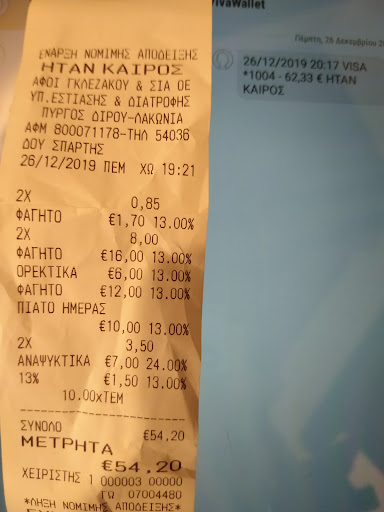 VivaWallet
Πέμπτη, 26 Δεκεμβρίου
26/12/2019 20:17 VISA
*1004 - 62,33 € ΗΤΑΝ
ΚΑΙΡΟΣ
ΕΝΑΡΞΗ ΝΟΜΙΜΗΣ ΑΠΟΔΕΙΞΗΣ
ΗΤΑΝ ΚΑΙΡΟΣ
ΑΦΟΙ ΓΚΛΕΖΑΚΟΥ & ΣΙΑ ΟΕ
ΥΠ.ΕΣΤΙΑΣΗΣ & ΔΙΑΤΡΟΦΗΣ
ΠΥΡΓΟΣ ΔΙΡΟΥ-ΛΑΚΩΝΙΑ
ΑΦΜ 800071178-ΤΗΛ 54036
ΔΟΥ ΣΠΑΡΤΗΣ
26/12/2019 ΠΕΜ ΧΩ 19:21
2Χ 0,85
ΦΑΓΗΤΟ €1,70 13.00%
2Χ 8,00
ΦΑΓΗΤΟ €16,00 13.00%
ΟΡΕΚΤΙΚΑ €6,00 13.00%
ΦΑΓΗΤΟ €12,00 13.00%
ΠΙΑΤΟ ΗΜΕΡΑΣ
€10,00 13.00%
2Χ 3,50
ΑΝΑΨΥΚΤΙΚΑ €7,00 24.00%
13% €1,50 13.00%
10.00xΤΕΜ
ΣΥΝΟΛΟ €54,20
ΜΕΤΡΗΤΑ
€54,20
ΧΕΙΡΙΣΤΗΣ 1 000003 00000
ΓΩ 07004480
*ΛΗΞΗ ΝΟΜΙΜΗΣ ΑΠΟΔΕΙΞΗΣ*